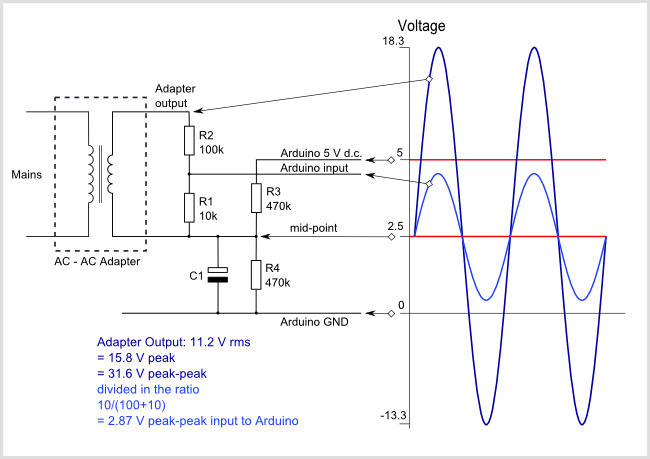 Voltage
18.3
Adapter
output
R2
100k
Arduino 5 V d.c.
5
Arduino input
Mains
R1
10k
R3
470k
mid-point
2.5
AC - AC Adapter
C1
R4
470k
0
Arduino GND
Adapter Output: 11.2 V rms
= 15.8 V peak
= 31.6 V peak-peak
divided in the ratio
10/(100+10)
= 2.87 V peak-peak input to Arduino
-13.3